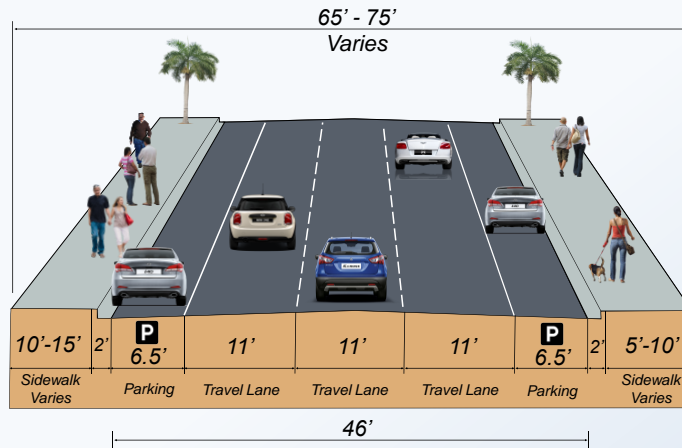 65’ - 75’
Varies
10’-15’ 2’ P 6.5’ 11’ 11’ 11’ P 6.5’ 2’ 5’-10’
Sidewalk Varies Parking Travel Lane Travel Lane Travel Lane Parking Sidewalk Varies
46’